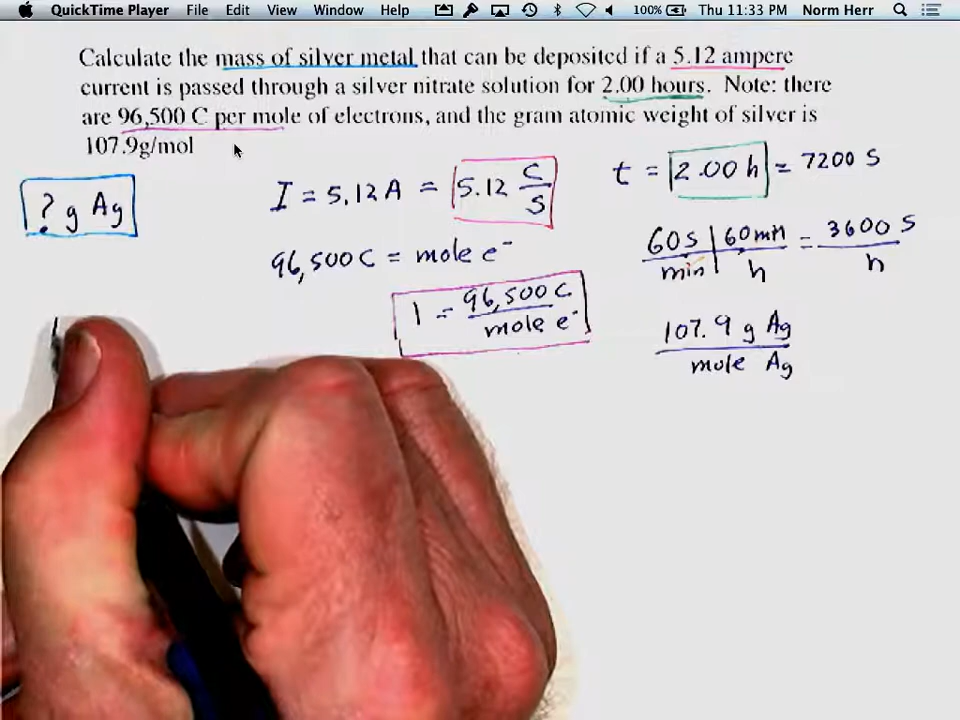 QuickTime Player File Edit View Window Help 100% Thu 11:33 PM Norm Herr
Calculate the mass of silver metal that can be deposited if a 5.12 ampere
current is passed through a silver nitrate solution for 2.00 hours. Note: there
are 96,500 C per mole of electrons, and the gram atomic weight of silver is
107.9g/mol
? g Ag
I = 5.12 A = 5.12 C/S
96,500 C = mole e⁻
1 = 96,500 C / mole e⁻
t = 2.00 h = 7200 S
60 S / min | 60 min / h = 3600 S / h
107.9 g Ag
mole Ag